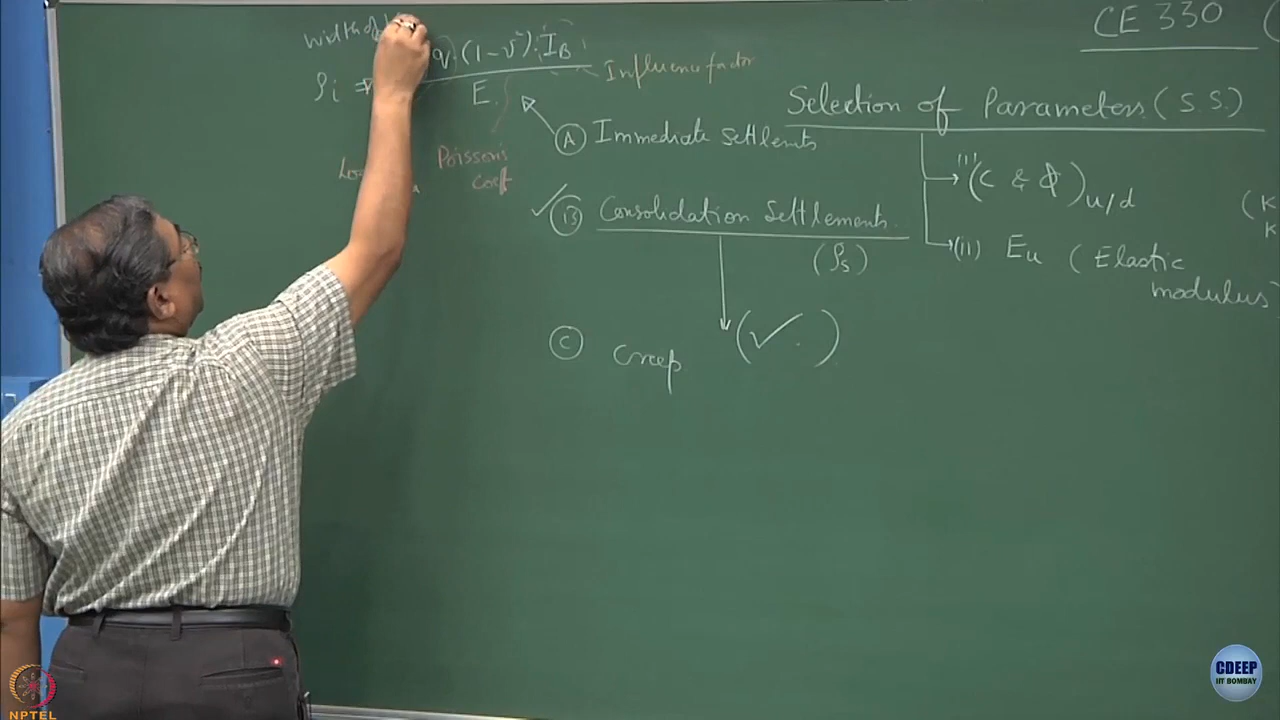 CE 330 (
width of
ρi ⇒ q.(1-ν²).IB
E
Influence factor
Poisson's
coeff
Ⓐ Immediate Settlements
Ⓑ Consolidation Settlements
(ρs)
(✓.)
Ⓒ Creep
Selection of Parameters (S.S.)
(i) (C & Φ)u/d
(ii) Eu (Elastic
modulus)
(K
K
NPTEL
CDEEP
IIT BOMBAY